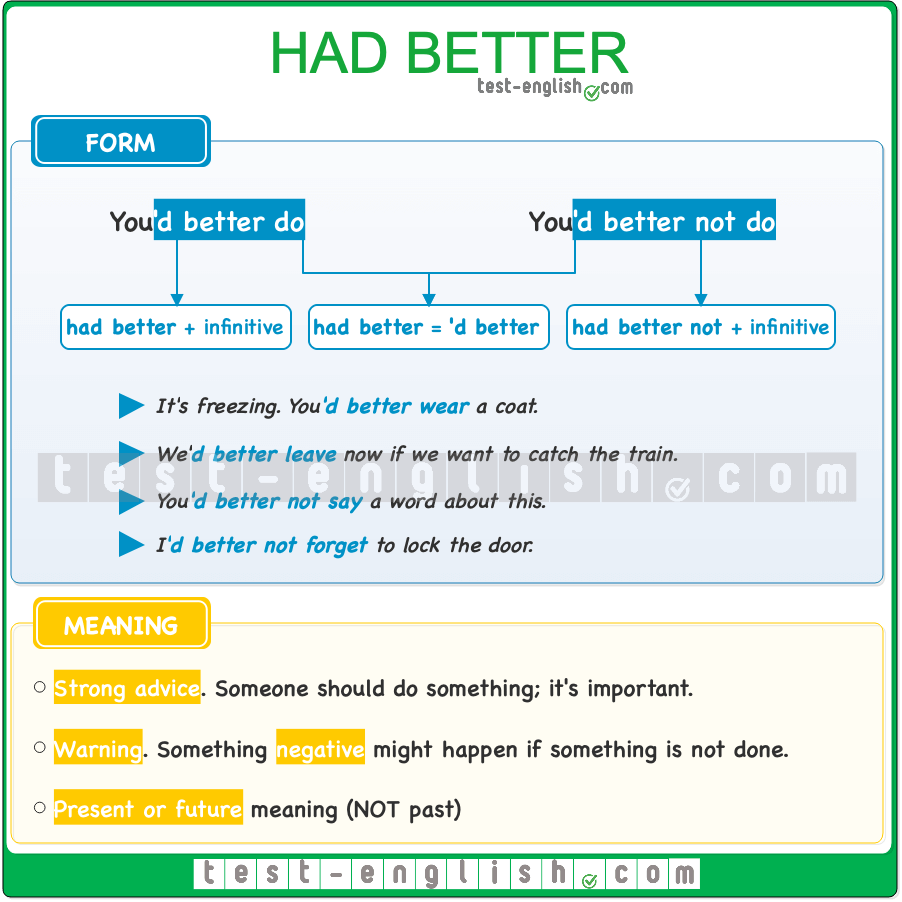 HAD BETTER
test-english.com
FORM
You'd better do
You'd better not do
had better + infinitive
had better = 'd better
had better not + infinitive
It's freezing. You'd better wear a coat.
We'd better leave now if we want to catch the train.
test-english.com
You'd better not say a word about this.
I'd better not forget to lock the door.
MEANING
Strong advice. Someone should do something; it's important.
Warning. Something negative might happen if something is not done.
Present or future meaning (NOT past)
test-english.com